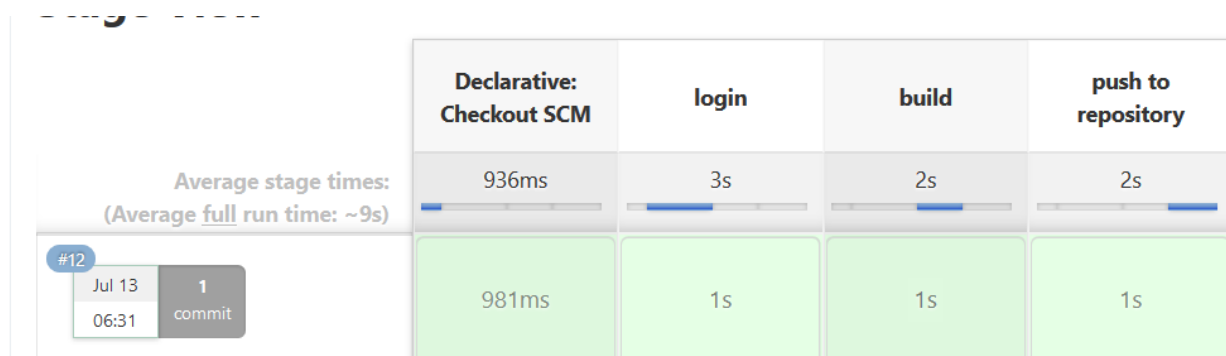 Declarative:
Checkout SCM
login
build
push to
repository
Average stage times:
(Average full run time: ~9s)
936ms
3s
2s
2s
#12
Jul 13
06:31
1
commit
981ms
1s
1s
1s